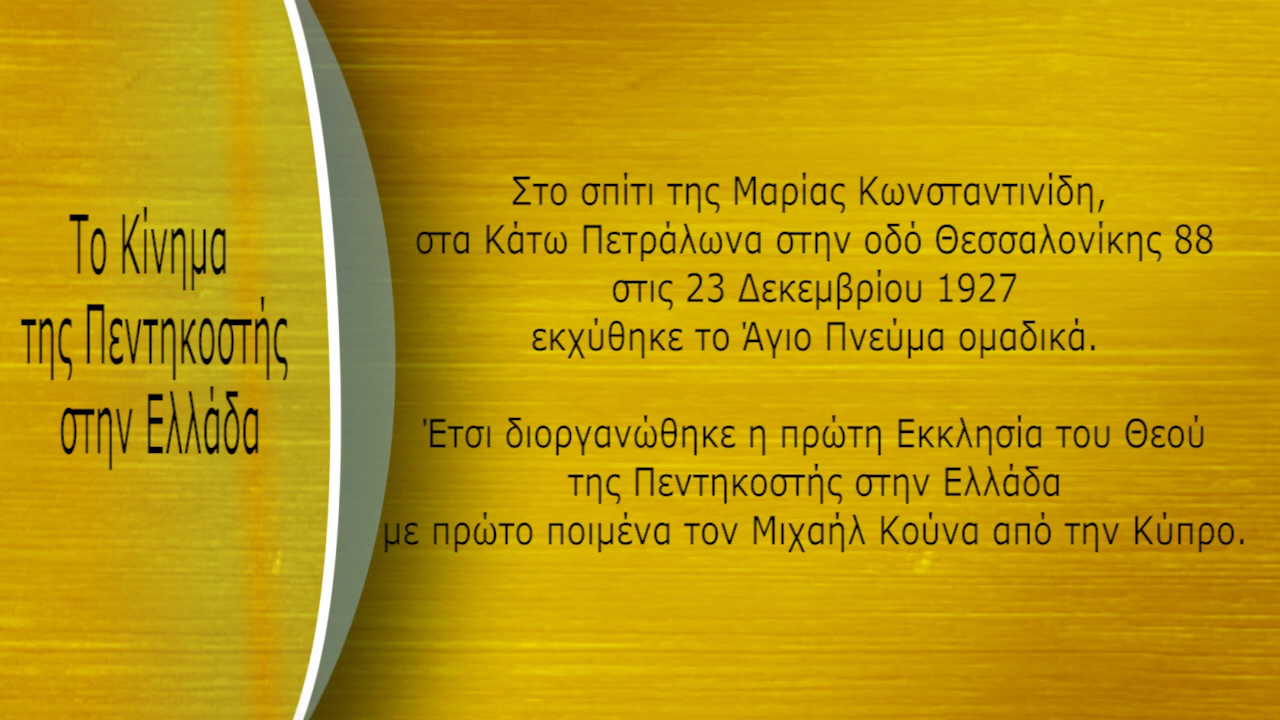 Το Κίνημα
της Πεντηκοστής
στην Ελλάδα
Στο σπίτι της Μαρίας Κωνσταντινίδη,
στα Κάτω Πετράλωνα στην οδό Θεσσαλονίκης 88
στις 23 Δεκεμβρίου 1927
εκχύθηκε το Άγιο Πνεύμα ομαδικά.
Έτσι διοργανώθηκε η πρώτη Εκκλησία του Θεού
της Πεντηκοστής στην Ελλάδα
με πρώτο ποιμένα τον Μιχαήλ Κούνα από την Κύπρο.